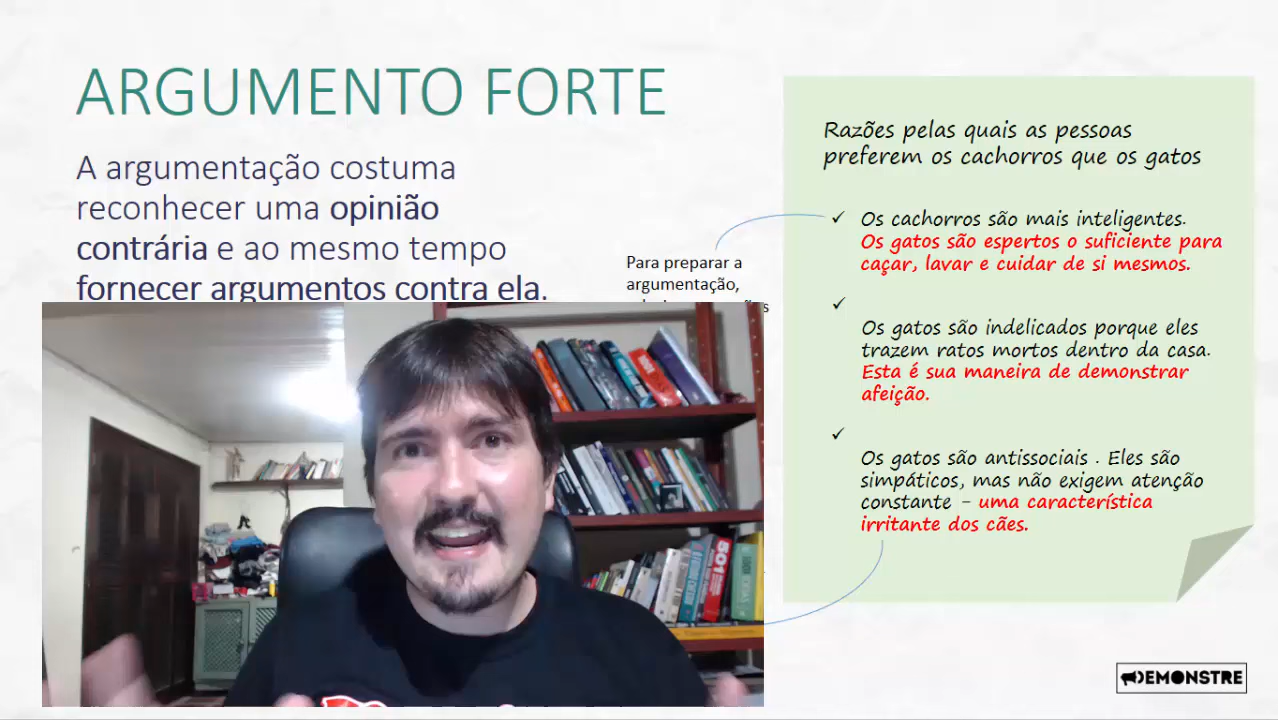 ARGUMENTO FORTE
A argumentação costuma
reconhecer uma opinião
contrária e ao mesmo tempo
fornecer argumentos contra ela.
Para preparar a
argumentação,
Razões pelas quais as pessoas
preferem os cachorros que os gatos
✓ Os cachorros são mais inteligentes.
Os gatos são espertos o suficiente para
caçar, lavar e cuidar de si mesmos.
✓
Os gatos são indelicados porque eles
trazem ratos mortos dentro da casa.
Esta é sua maneira de demonstrar
afeição.
✓
Os gatos são antissociais . Eles são
simpáticos, mas não exigem atenção
constante - uma característica
irritante dos cães.
DEMONSTRE